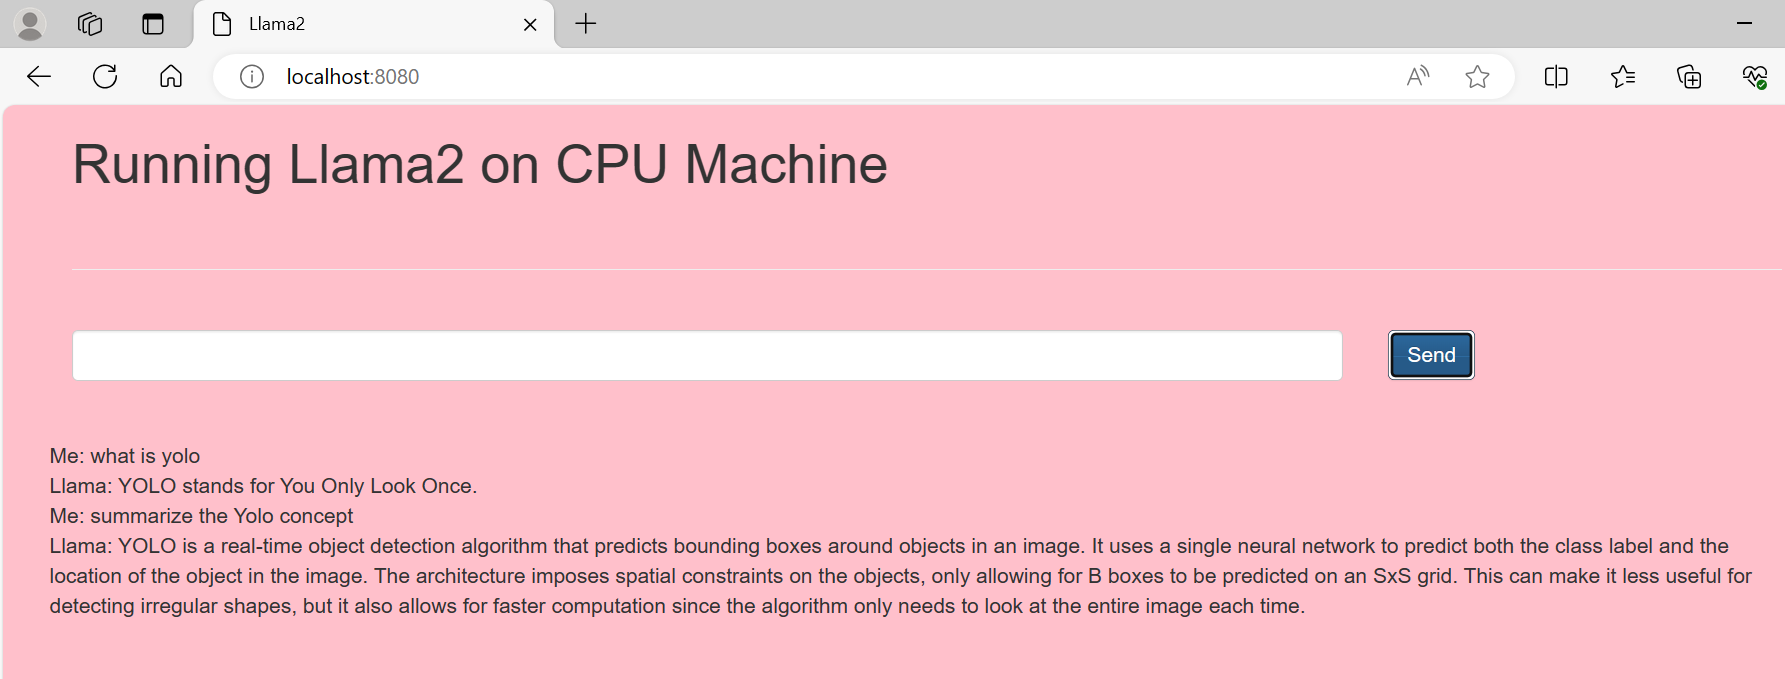 Llama2
localhost:8080
Running Llama2 on CPU Machine
Send
Me: what is yolo
Llama: YOLO stands for You Only Look Once.
Me: summarize the Yolo concept
Llama: YOLO is a real-time object detection algorithm that predicts bounding boxes around objects in an image. It uses a single neural network to predict both the class label and the
location of the object in the image. The architecture imposes spatial constraints on the objects, only allowing for B boxes to be predicted on an SxS grid. This can make it less useful for
detecting irregular shapes, but it also allows for faster computation since the algorithm only needs to look at the entire image each time.